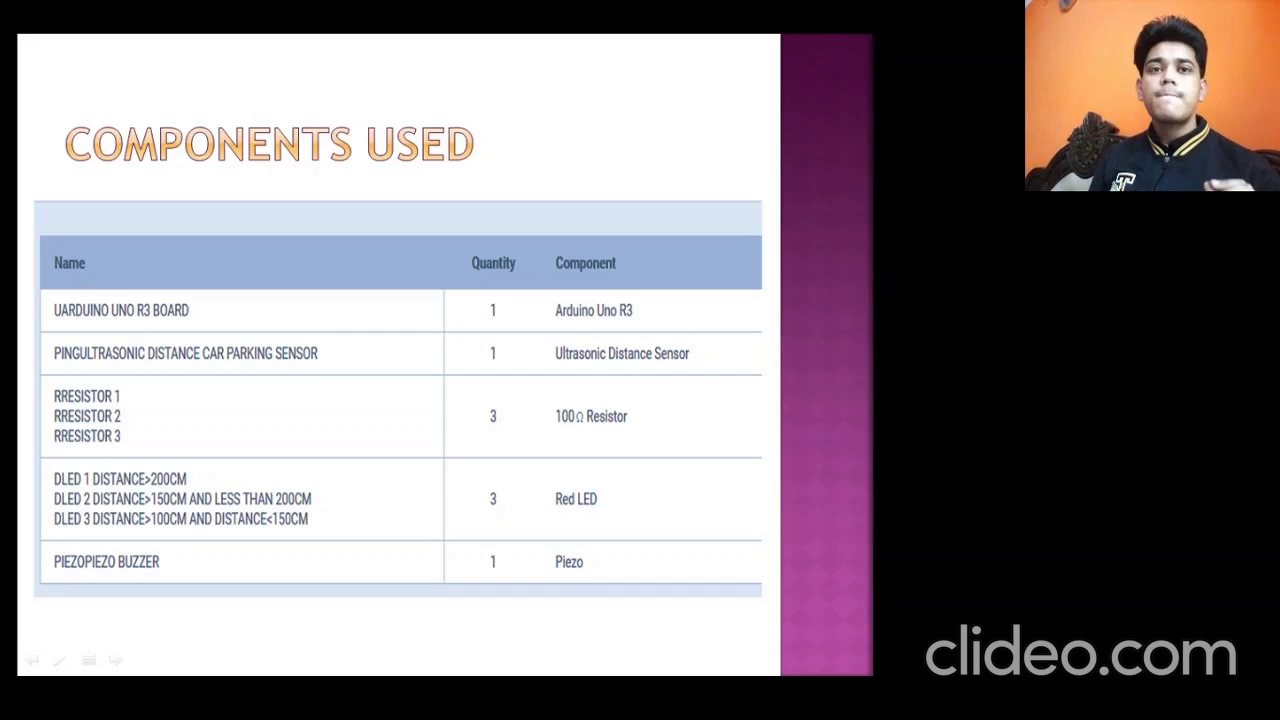 COMPONENTS USED
Name Quantity Component
UARDUINO UNO R3 BOARD 1 Arduino Uno R3
PINGULTRASONIC DISTANCE CAR PARKING SENSOR 1 Ultrasonic Distance Sensor
RRESISTOR 1
RRESISTOR 2 3 100Ω Resistor
RRESISTOR 3
DLED 1 DISTANCE>200CM
DLED 2 DISTANCE>150CM AND LESS THAN 200CM 3 Red LED
DLED 3 DISTANCE>100CM AND DISTANCE<150CM
PIEZOPIEZO BUZZER 1 Piezo
T
clideo.com